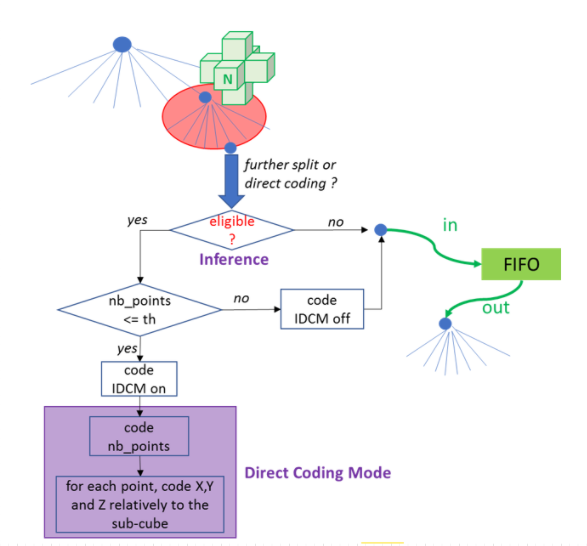 N
further split or
direct coding ?
yes
eligible
?
no
in
Inference
FIFO
nb_points
<= th
no
code
IDCM off
out
yes
code
IDCM on
code
nb_points
Direct Coding Mode
for each point, code X,Y
and Z relatively to the
sub-cube